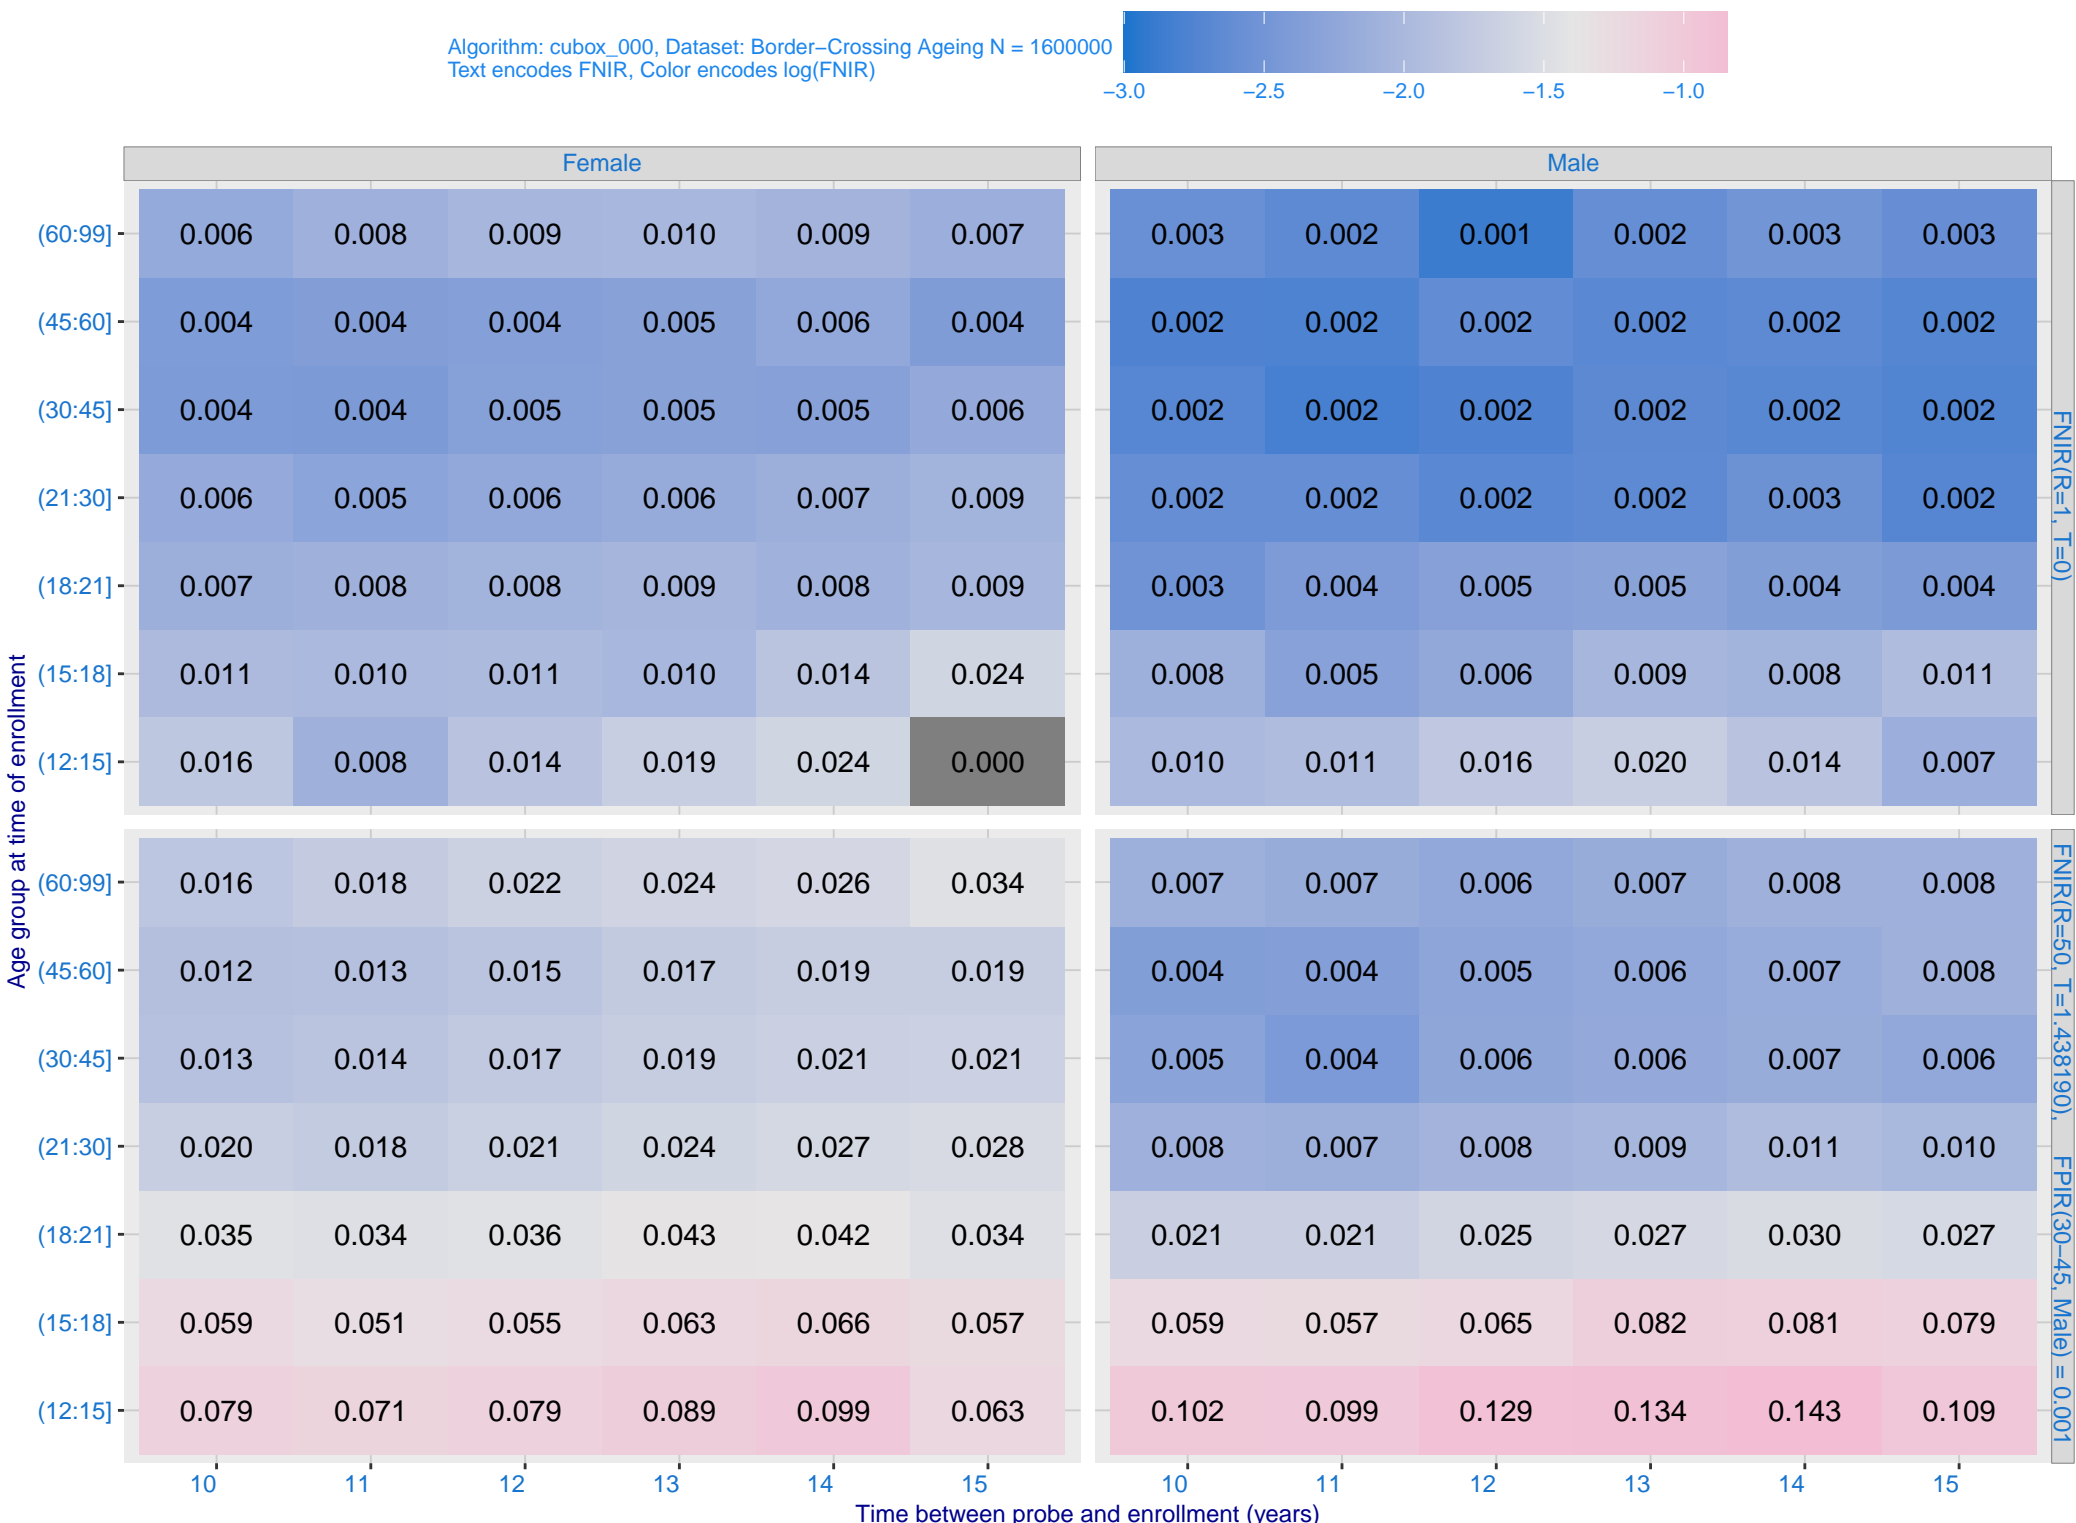 Algorithm: cubox_000, Dataset: Border−Crossing Ageing N = 1600000
Text encodes FNIR, Color encodes log(FNIR)
−3.0 −2.5 −2.0 −1.5 −1.0
Female Male
(60:99] 0.006 0.008 0.009 0.010 0.009 0.007 0.003 0.002 0.001 0.002 0.003 0.003
(45:60] 0.004 0.004 0.004 0.005 0.006 0.004 0.002 0.002 0.002 0.002 0.002 0.002
(30:45] 0.004 0.004 0.005 0.005 0.005 0.006 0.002 0.002 0.002 0.002 0.002 0.002
(21:30] 0.006 0.005 0.006 0.006 0.007 0.009 0.002 0.002 0.002 0.002 0.003 0.002
(18:21] 0.007 0.008 0.008 0.009 0.008 0.009 0.003 0.004 0.005 0.005 0.004 0.004
(15:18] 0.011 0.010 0.011 0.010 0.014 0.024 0.008 0.005 0.006 0.009 0.008 0.011
(12:15] 0.016 0.008 0.014 0.019 0.024 0.000 0.010 0.011 0.016 0.020 0.014 0.007
FNIR(R=1, T=0)
(60:99] 0.016 0.018 0.022 0.024 0.026 0.034 0.007 0.007 0.006 0.007 0.008 0.008
(45:60] 0.012 0.013 0.015 0.017 0.019 0.019 0.004 0.004 0.005 0.006 0.007 0.008
(30:45] 0.013 0.014 0.017 0.019 0.021 0.021 0.005 0.004 0.006 0.006 0.007 0.006
(21:30] 0.020 0.018 0.021 0.024 0.027 0.028 0.008 0.007 0.008 0.009 0.011 0.010
(18:21] 0.035 0.034 0.036 0.043 0.042 0.034 0.021 0.021 0.025 0.027 0.030 0.027
(15:18] 0.059 0.051 0.055 0.063 0.066 0.057 0.059 0.057 0.065 0.082 0.081 0.079
(12:15] 0.079 0.071 0.079 0.089 0.099 0.063 0.102 0.099 0.129 0.134 0.143 0.109
FNIR(R=50, T=1.438190), FPIR(30−45, Male) = 0.001
10 11 12 13 14 15 10 11 12 13 14 15
Time between probe and enrollment (years)
Age group at time of enrollment